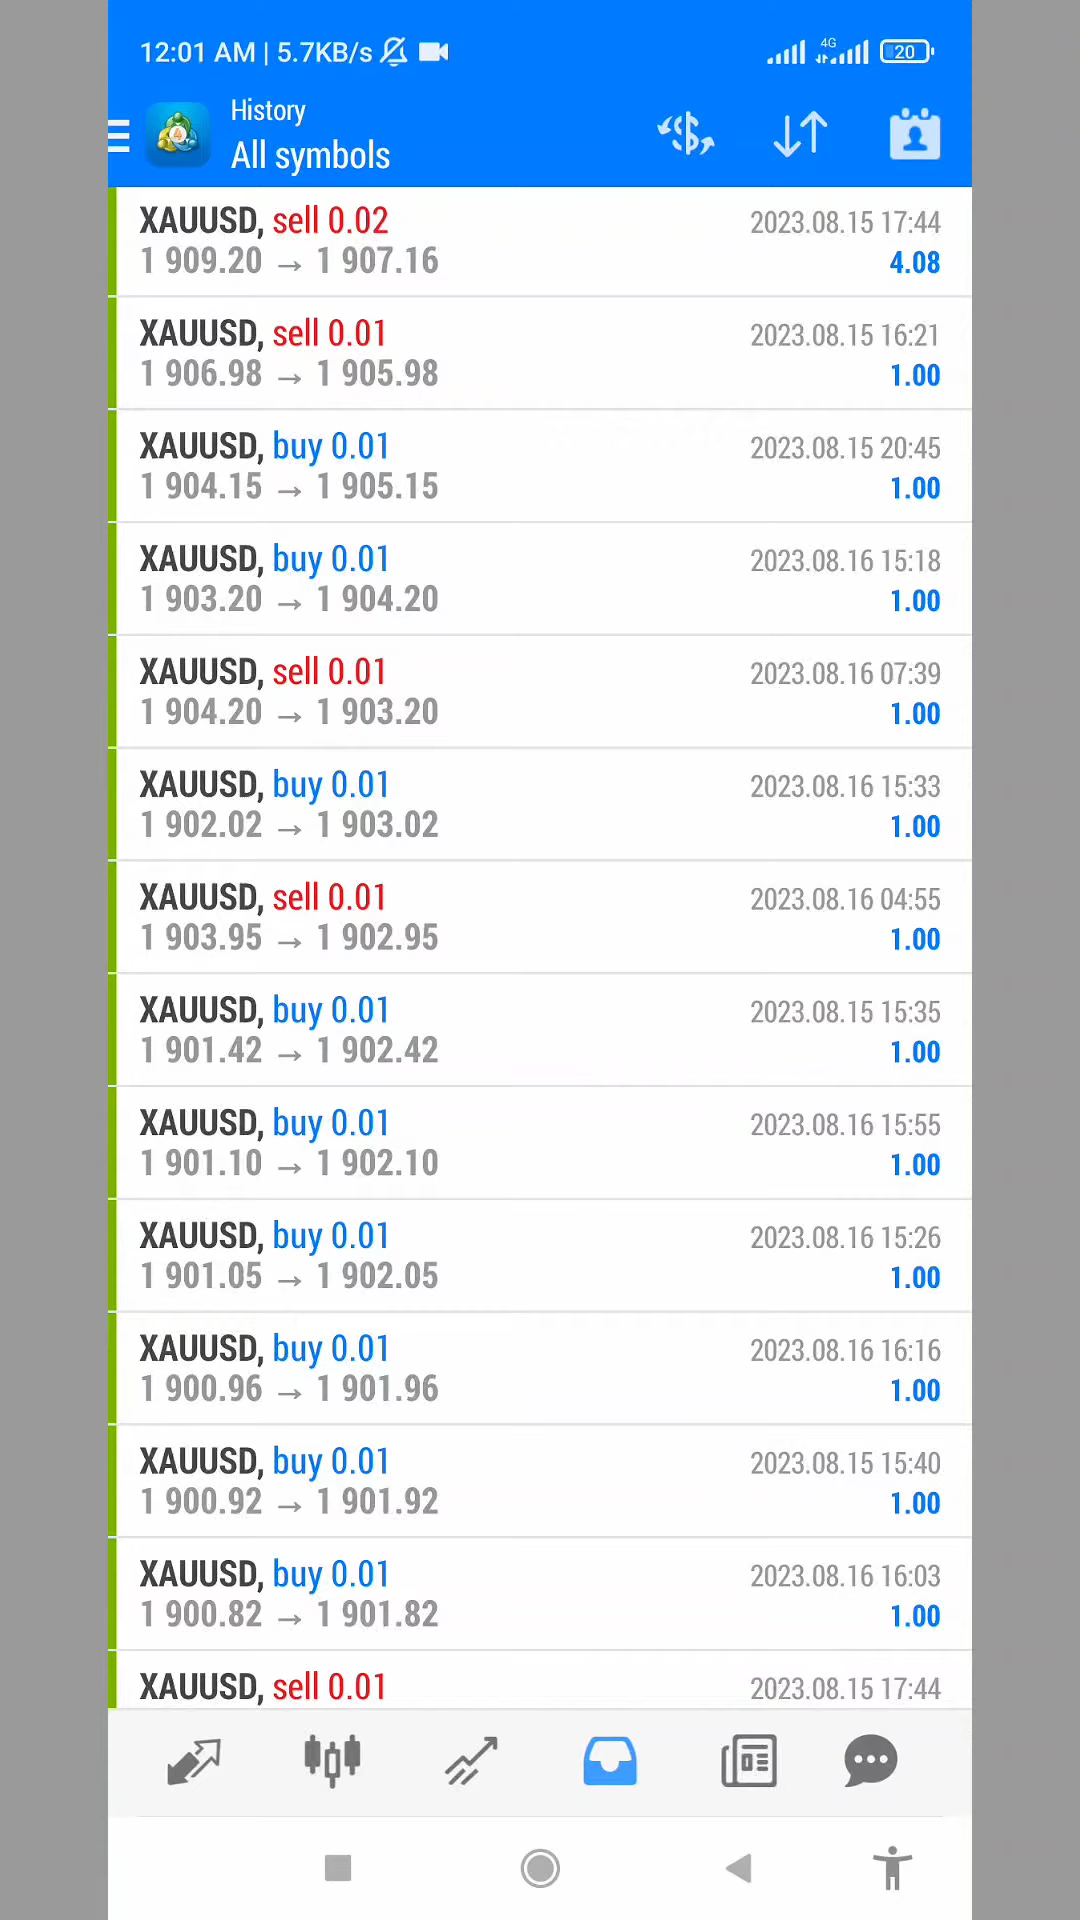 12:01 AM | 5.7KB/s 4G 20
History
All symbols
XAUUSD, sell 0.02 2023.08.15 17:44
1 909.20 → 1 907.16 4.08
XAUUSD, sell 0.01 2023.08.15 16:21
1 906.98 → 1 905.98 1.00
XAUUSD, buy 0.01 2023.08.15 20:45
1 904.15 → 1 905.15 1.00
XAUUSD, buy 0.01 2023.08.16 15:18
1 903.20 → 1 904.20 1.00
XAUUSD, sell 0.01 2023.08.16 07:39
1 904.20 → 1 903.20 1.00
XAUUSD, buy 0.01 2023.08.16 15:33
1 902.02 → 1 903.02 1.00
XAUUSD, sell 0.01 2023.08.16 04:55
1 903.95 → 1 902.95 1.00
XAUUSD, buy 0.01 2023.08.15 15:35
1 901.42 → 1 902.42 1.00
XAUUSD, buy 0.01 2023.08.16 15:55
1 901.10 → 1 902.10 1.00
XAUUSD, buy 0.01 2023.08.16 15:26
1 901.05 → 1 902.05 1.00
XAUUSD, buy 0.01 2023.08.16 16:16
1 900.96 → 1 901.96 1.00
XAUUSD, buy 0.01 2023.08.15 15:40
1 900.92 → 1 901.92 1.00
XAUUSD, buy 0.01 2023.08.16 16:03
1 900.82 → 1 901.82 1.00
XAUUSD, sell 0.01 2023.08.15 17:44